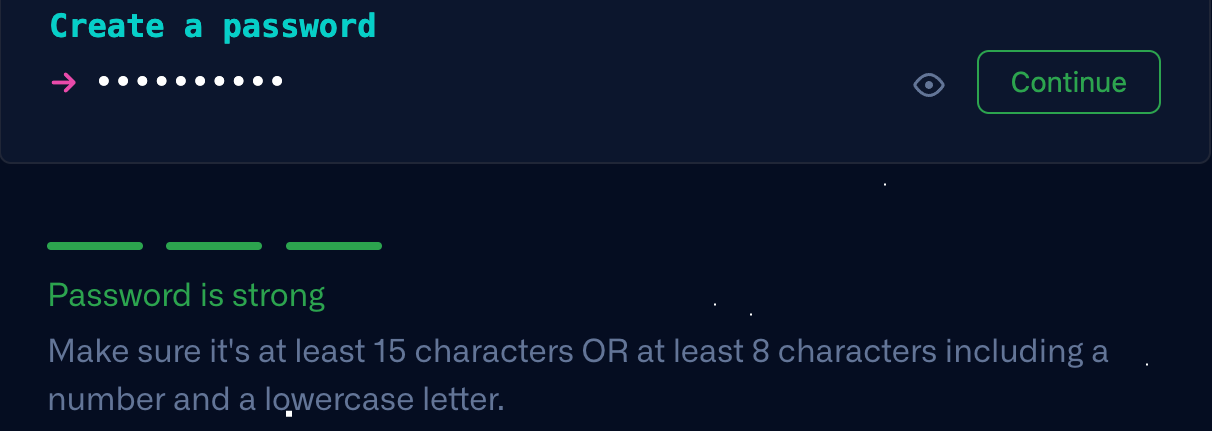 Create a password
→ ••••••••••
Continue
Password is strong
Make sure it's at least 15 characters OR at least 8 characters including a
number and a lowercase letter.